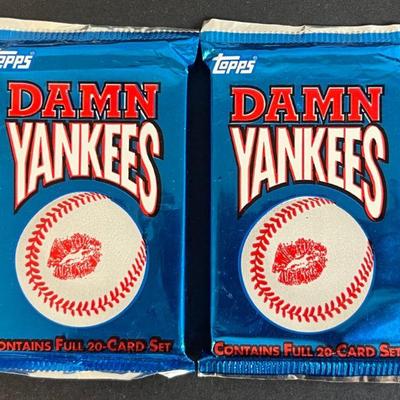 Topps
DAMN
YANKEES
CONTAINS FULL 20-CARD SET
Topps
DAMN
YANKEES
CONTAINS FULL 20-CARD SET